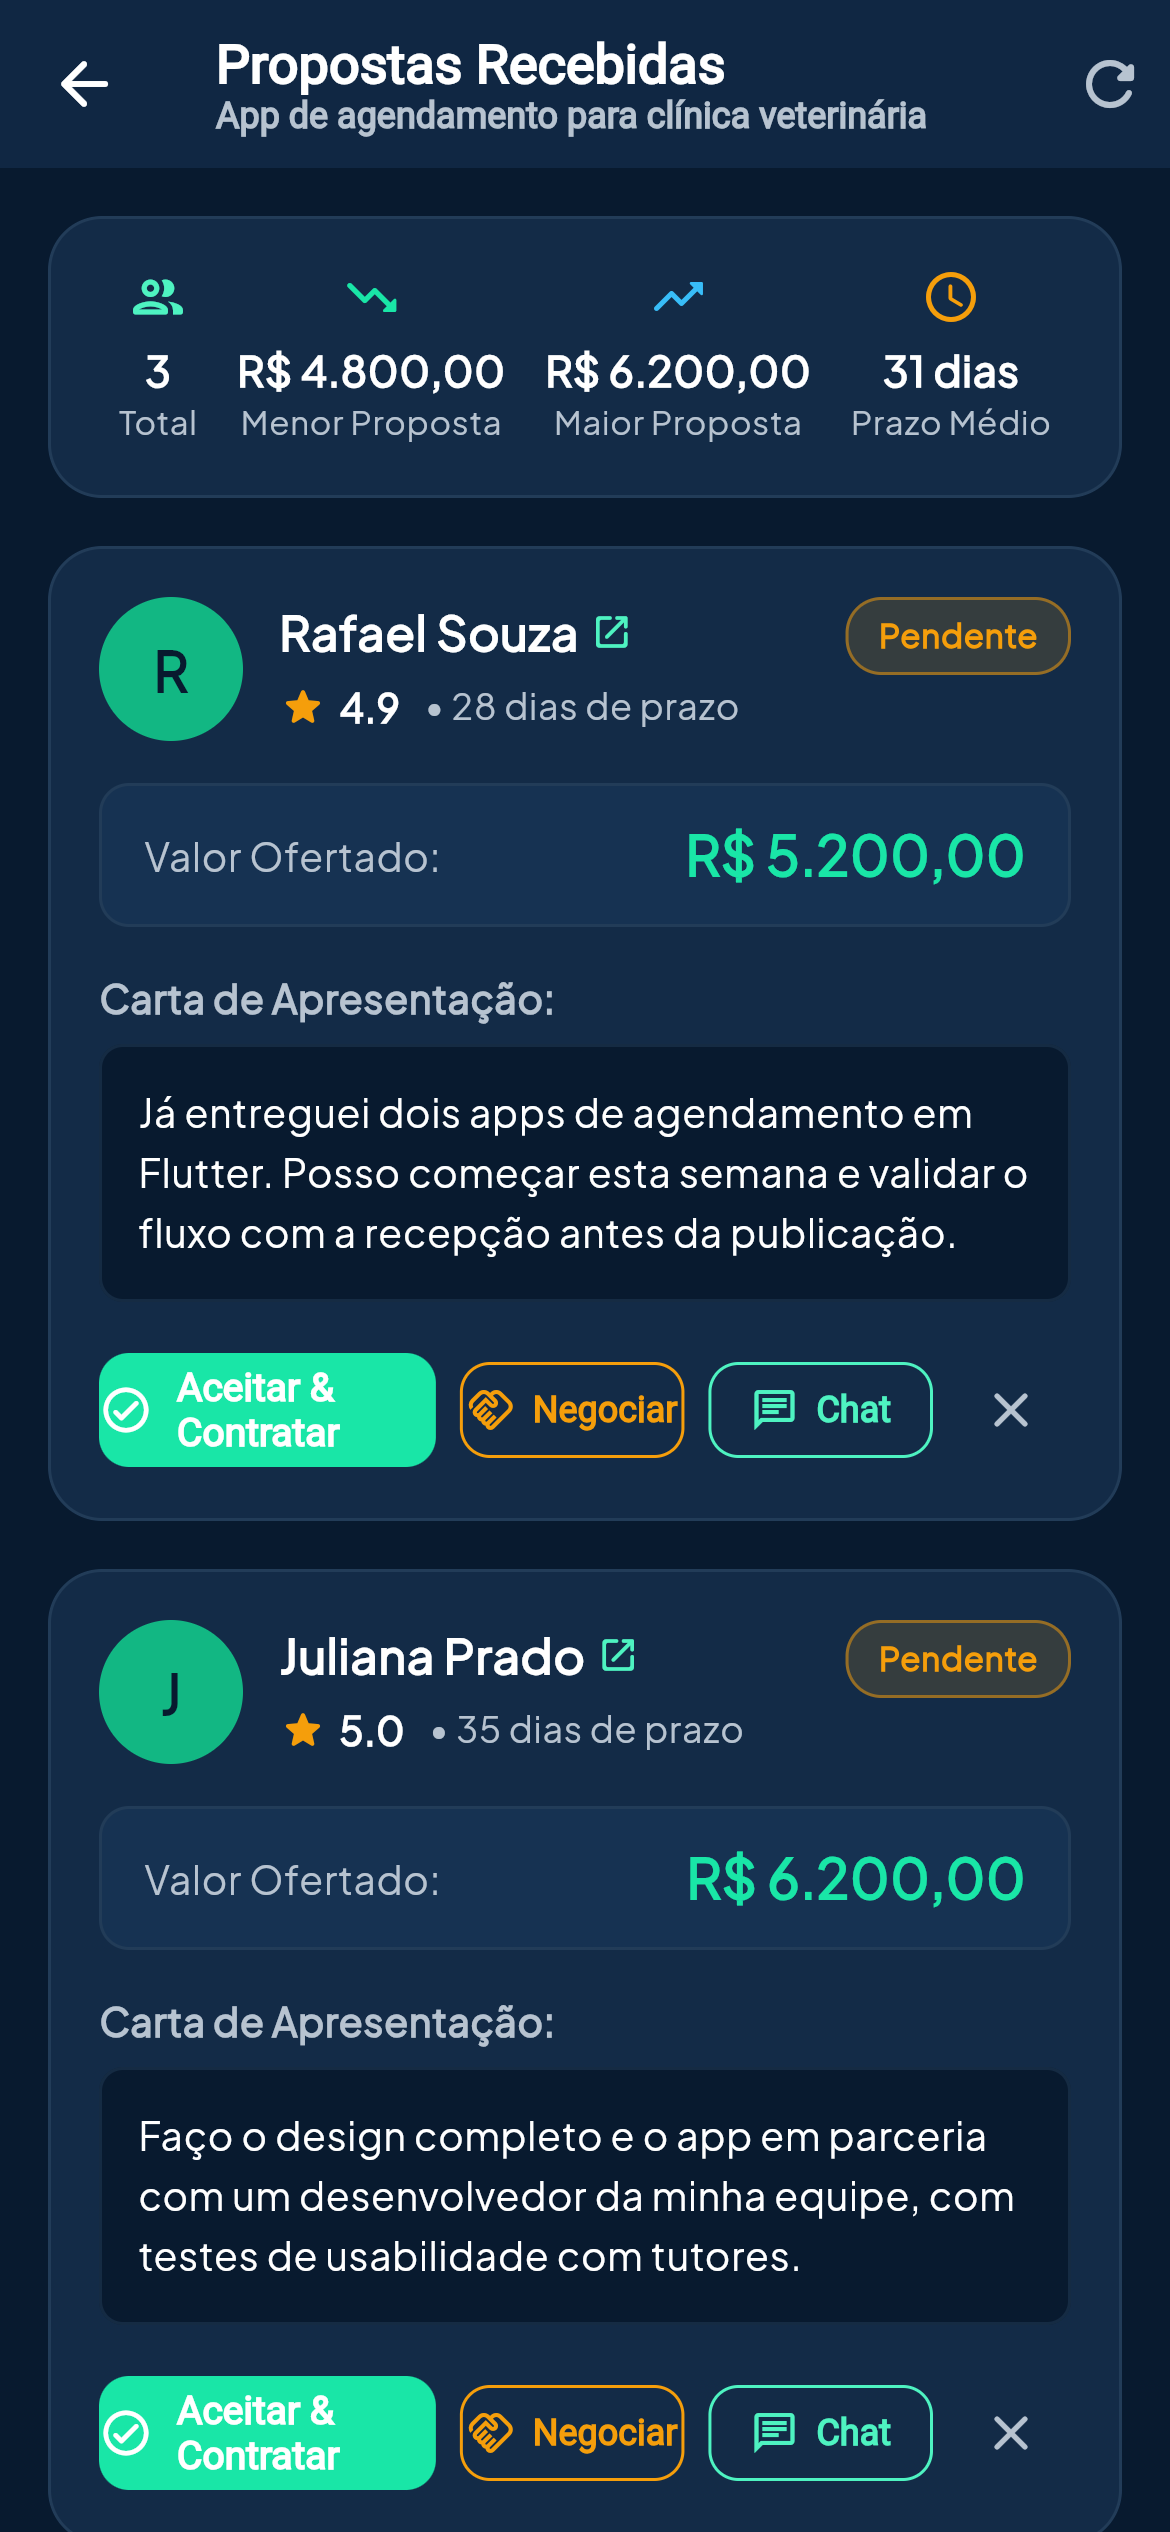 Propostas Recebidas
App de agendamento para clínica veterinária
3
Total
R$ 4.800,00
Menor Proposta
R$ 6.200,00
Maior Proposta
31 dias
Prazo Médio
R
Rafael Souza
Pendente
4.9 • 28 dias de prazo
Valor Ofertado: R$ 5.200,00
Carta de Apresentação:
Já entreguei dois apps de agendamento em
Flutter. Posso começar esta semana e validar o
fluxo com a recepção antes da publicação.
Aceitar &
Contratar
Negociar
Chat
J
Juliana Prado
Pendente
5.0 • 35 dias de prazo
Valor Ofertado: R$ 6.200,00
Carta de Apresentação:
Faço o design completo e o app em parceria
com um desenvolvedor da minha equipe, com
testes de usabilidade com tutores.
Aceitar &
Contratar
Negociar
Chat